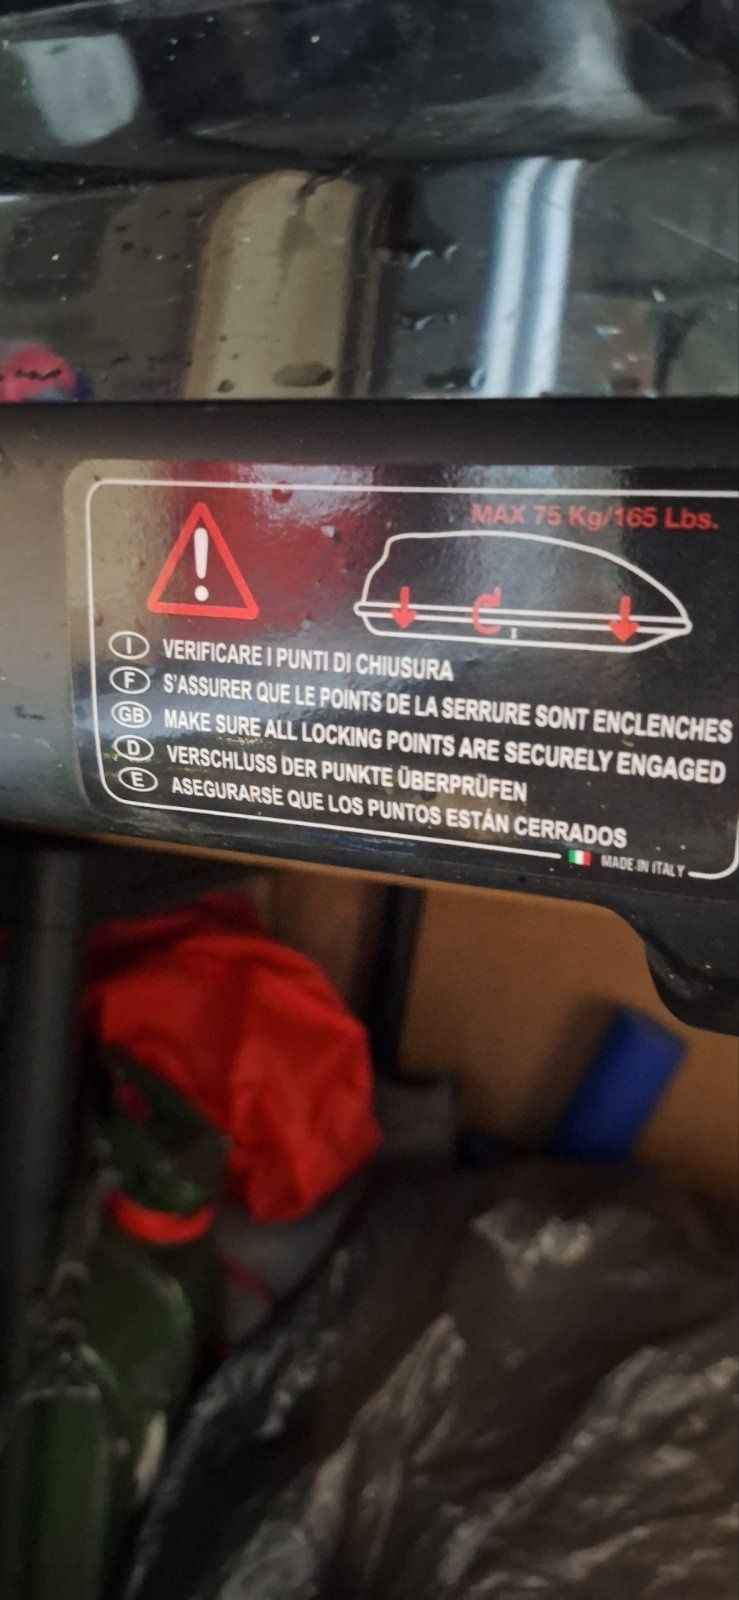 MAX 75 Kg/165 Lbs.
I VERIFICARE I PUNTI DI CHIUSURA
F S'ASSURER QUE LE POINTS DE LA SERRURE SONT ENCLENCHES
GB MAKE SURE ALL LOCKING POINTS ARE SECURELY ENGAGED
D VERSCHLUSS DER PUNKTE ÜBERPRÜFEN
E ASEGURARSE QUE LOS PUNTOS ESTÁN CERRADOS
MADE IN ITALY